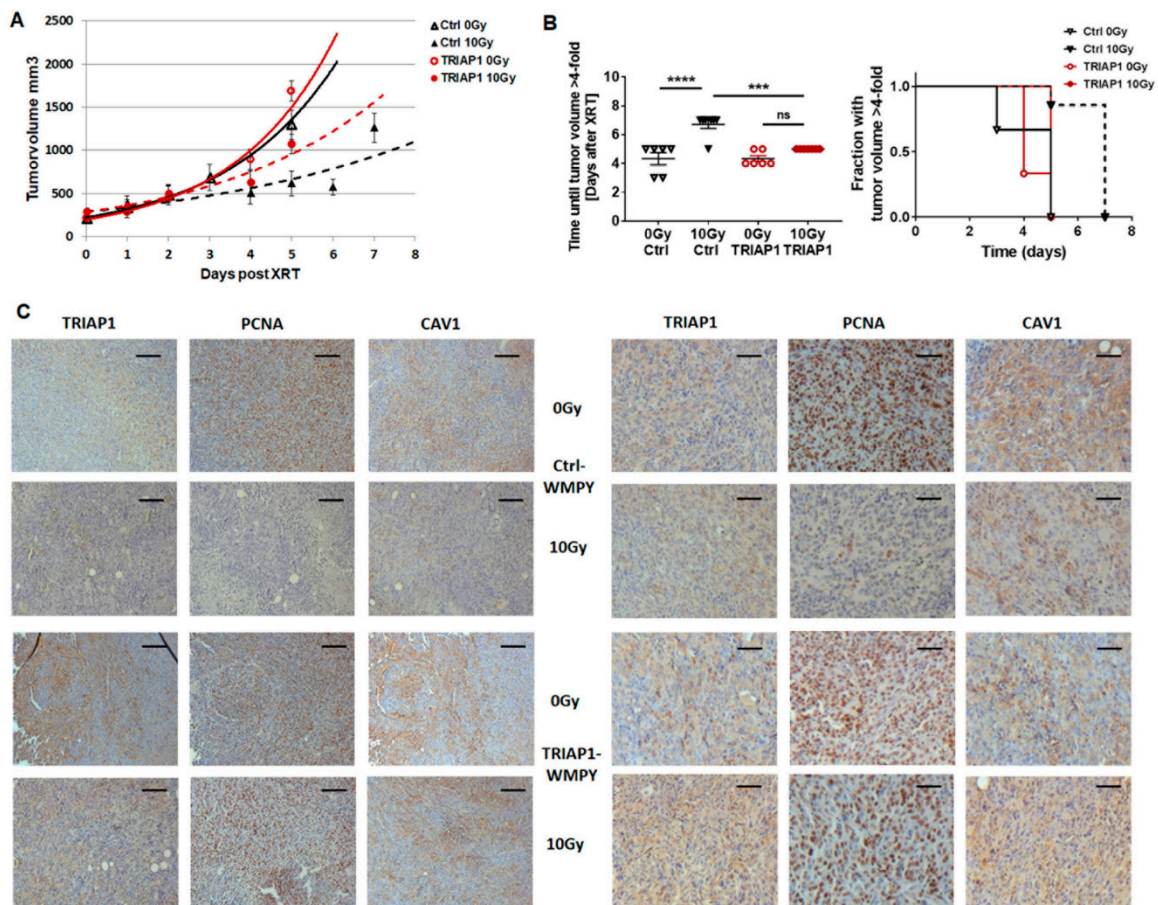 A
Tumor volume mm3
2500
2000
1500
1000
500
0
0 1 2 3 4 5 6 7 8
Days post XRT
Ctrl 0Gy
Ctrl 10Gy
TRIAP1 0Gy
TRIAP1 10Gy
B
Time until tumor volume >4-fold
[Days after XRT]
10
8
6
4
2
0
****
***
ns
0Gy 10Gy 0Gy 10Gy
Ctrl Ctrl TRIAP1 TRIAP1
Ctrl 0Gy
Ctrl 10Gy
TRIAP1 0Gy
TRIAP1 10Gy
Fraction with
tumor volume >4-fold
1.0
0.5
0.0
0 2 4 6 8
Time (days)
C
TRIAP1 PCNA CAV1 TRIAP1 PCNA CAV1
0Gy
Ctrl-
WMPY
10Gy
0Gy
TRIAP1-
WMPY
10Gy